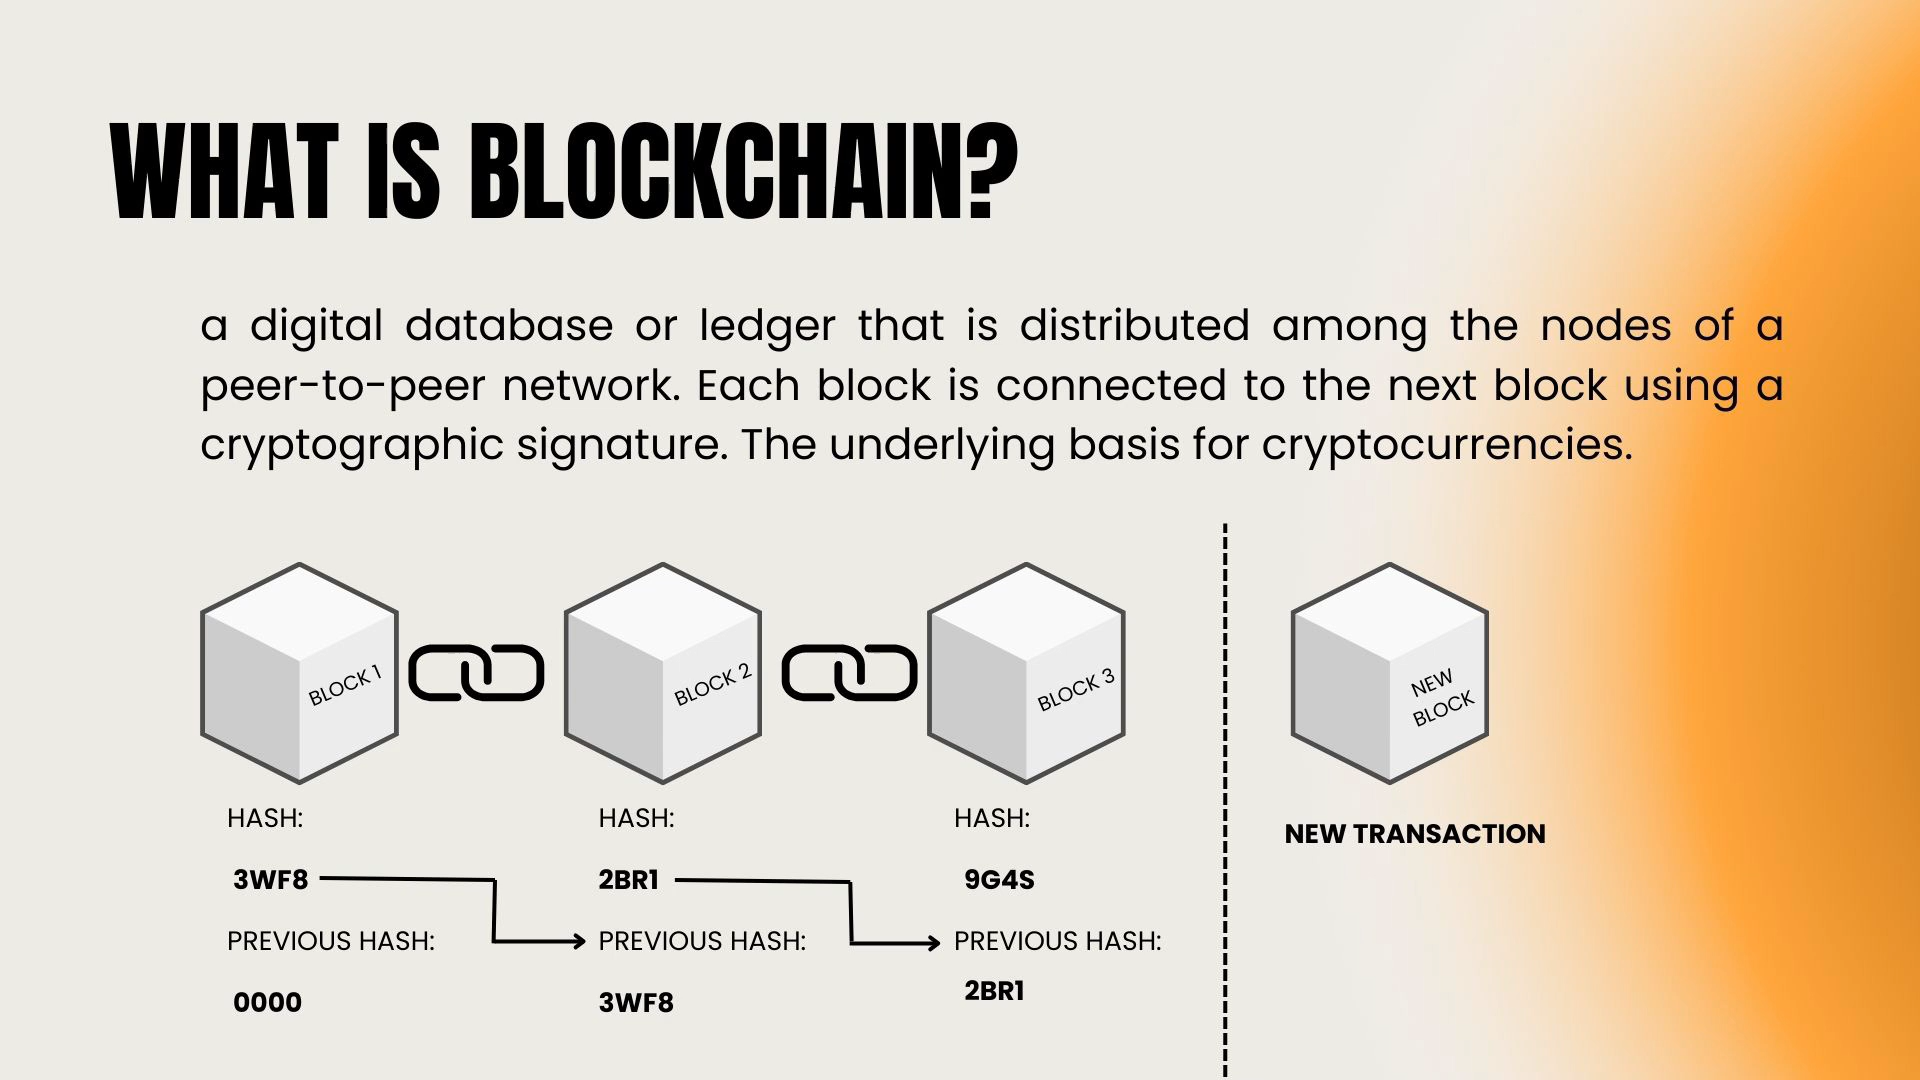 WHAT IS BLOCKCHAIN?
a digital database or ledger that is distributed among the nodes of a
peer-to-peer network. Each block is connected to the next block using a
cryptographic signature. The underlying basis for cryptocurrencies.
BLOCK 1
BLOCK 2
BLOCK 3
NEW
BLOCK
HASH:
3WF8
PREVIOUS HASH:
0000
HASH:
2BR1
PREVIOUS HASH:
3WF8
HASH:
9G4S
PREVIOUS HASH:
2BR1
NEW TRANSACTION